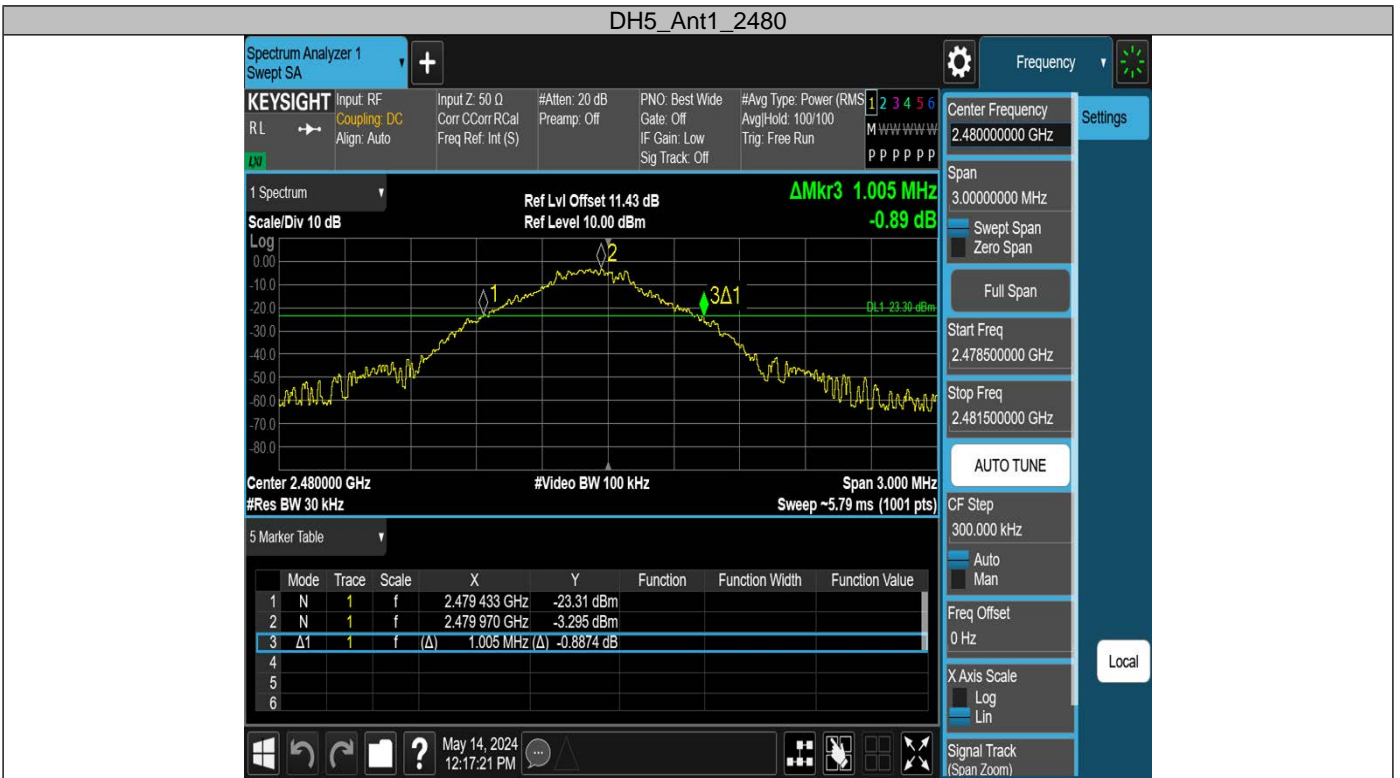 DH5_Ant1_2480
Spectrum Analyzer 1
Swept SA
Frequency
KEYSIGHT
RL
LXI
Input: RF
Coupling: DC
Align: Auto
Input Z: 50 Ω
Corr CCorr RCal
Freq Ref: Int (S)
#Atten: 20 dB
Preamp: Off
PNO: Best Wide
Gate: Off
IF Gain: Low
Sig Track: Off
#Avg Type: Power (RMS
Avg|Hold: 100/100
Trig: Free Run
1 2 3 4 5 6
M W W W W W
P P P P P P
1 Spectrum
Scale/Div 10 dB
Ref Lvl Offset 11.43 dB
Ref Level 10.00 dBm
ΔMkr3 1.005 MHz
-0.89 dB
Log
0.00
-10.0
-20.0
-30.0
-40.0
-50.0
-60.0
-70.0
-80.0
1
2
3Δ1
DL1 -23.30 dBm
Center 2.480000 GHz
#Video BW 100 kHz
Span 3.000 MHz
#Res BW 30 kHz
Sweep ~5.79 ms (1001 pts)
5 Marker Table
Mode Trace Scale X Y Function Function Width Function Value
1 N 1 f 2.479 433 GHz -23.31 dBm
2 N 1 f 2.479 970 GHz -3.295 dBm
3 Δ1 1 f (Δ) 1.005 MHz (Δ) -0.8874 dB
4
5
6
May 14, 2024
12:17:21 PM
Center Frequency
2.480000000 GHz
Settings
Span
3.00000000 MHz
Swept Span
Zero Span
Full Span
Start Freq
2.478500000 GHz
Stop Freq
2.481500000 GHz
AUTO TUNE
CF Step
300.000 kHz
Auto
Man
Freq Offset
0 Hz
X Axis Scale
Log
Lin
Local
Signal Track
(Span Zoom)